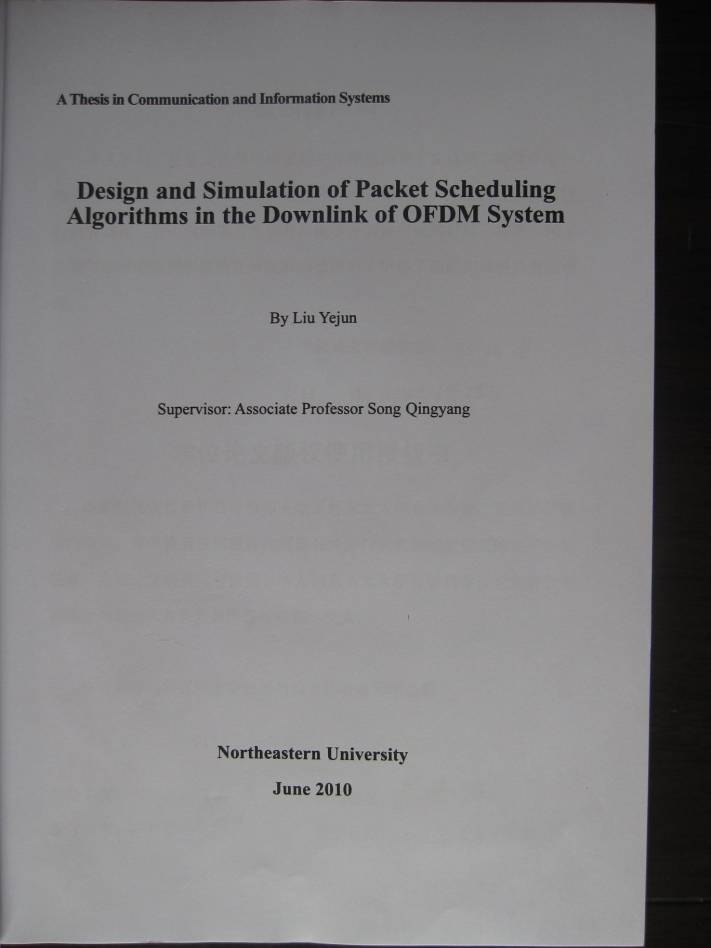 A Thesis in Communication and Information Systems
Design and Simulation of Packet Scheduling
Algorithms in the Downlink of OFDM System
By Liu Yejun
Supervisor: Associate Professor Song Qingyang
Northeastern University
June 2010